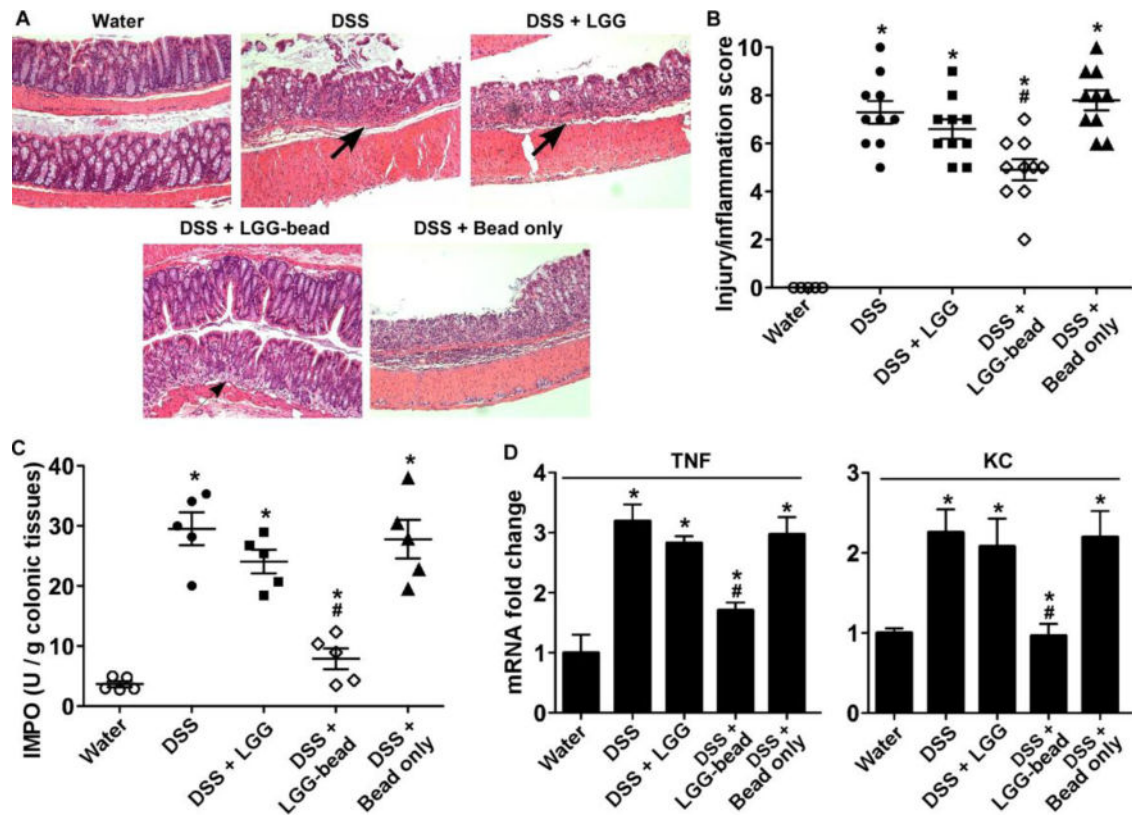 A
Water
DSS
DSS + LGG
DSS + LGG-bead
DSS + Bead only
B
Injury/inflamation score
10
8
6
4
2
0
*
*
*
#
*
Water
DSS
DSS + LGG
DSS +
LGG-bead
DSS +
Bead only
C
IMPO (U / g colonic tissues)
40
30
20
10
0
*
*
*
#
*
Water
DSS
DSS + LGG
DSS +
LGG-bead
DSS +
Bead only
D
mRNA fold change
TNF
4
3
2
1
0
*
*
*
#
*
Water
DSS
DSS + LGG
DSS +
LGG-bead
DSS +
Bead only
KC
3
2
1
0
*
*
*
#
*
Water
DSS
DSS + LGG
DSS +
LGG-bead
DSS +
Bead only